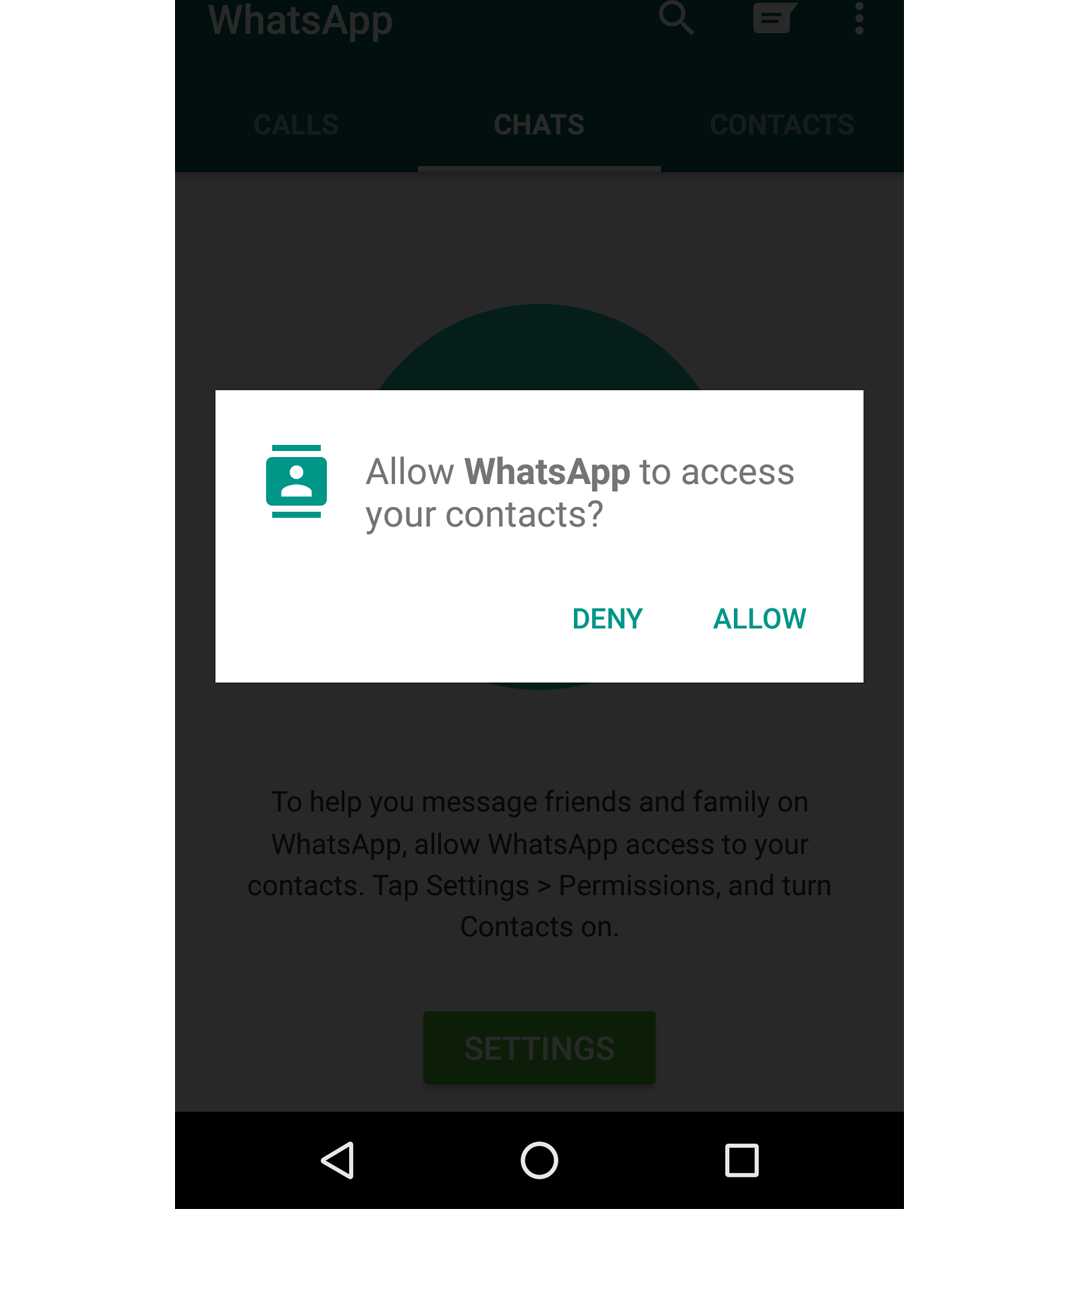 WhatsApp
CALLS CHATS CONTACTS
Allow WhatsApp to access
your contacts?
DENY ALLOW
To help you message friends and family on
WhatsApp, allow WhatsApp access to your
contacts. Tap Settings > Permissions, and turn
Contacts on.
SETTINGS